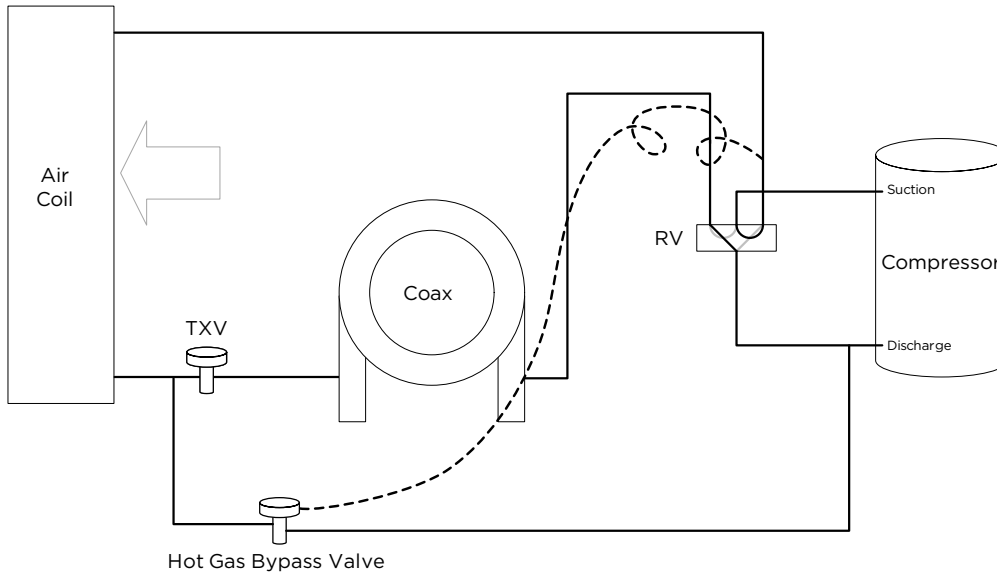 Air
Coil
Suction
RV
Compressor
Coax
TXV
Discharge
Hot Gas Bypass Valve